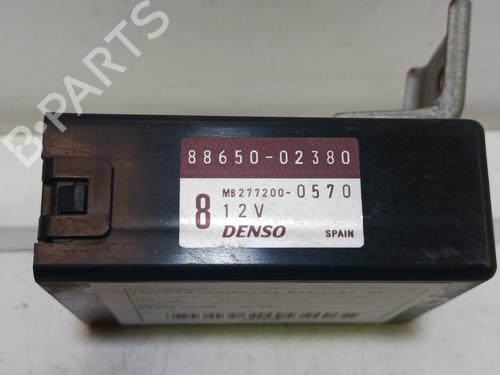 B-PARTS
88650-02380
MB277200-0570
8 12V
DENSO SPAIN